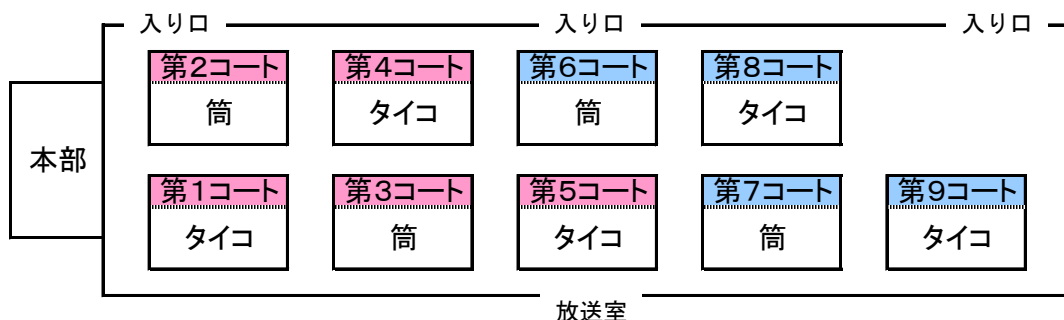 入り口 入り口 入り口
第2コート 第4コート 第6コート 第8コート
筒 タイコ 筒 タイコ
本部
第1コート 第3コート 第5コート 第7コート 第9コート
タイコ 筒 タイコ 筒 タイコ
放送室